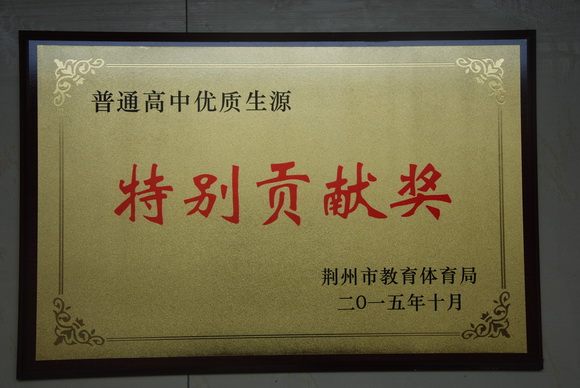 普通高中优质生源
特别贡献奖
荆州市教育体育局
二〇一五年十月